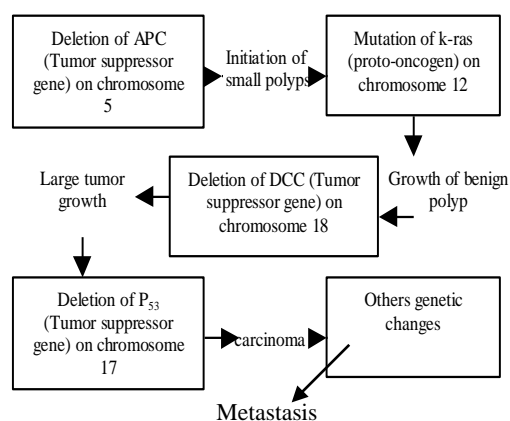 Deletion of APC
(Tumor suppressor
gene) on chromosome
5
Initiation of
small polyps
Mutation of k-ras
(proto-oncogen) on
chromosome 12
Growth of benign
polyp
Deletion of DCC (Tumor
suppressor gene) on
chromosome 18
Large tumor
growth
Deletion of P₅₃
(Tumor suppressor
gene) on chromosome
17
carcinoma
Others genetic
changes
Metastasis